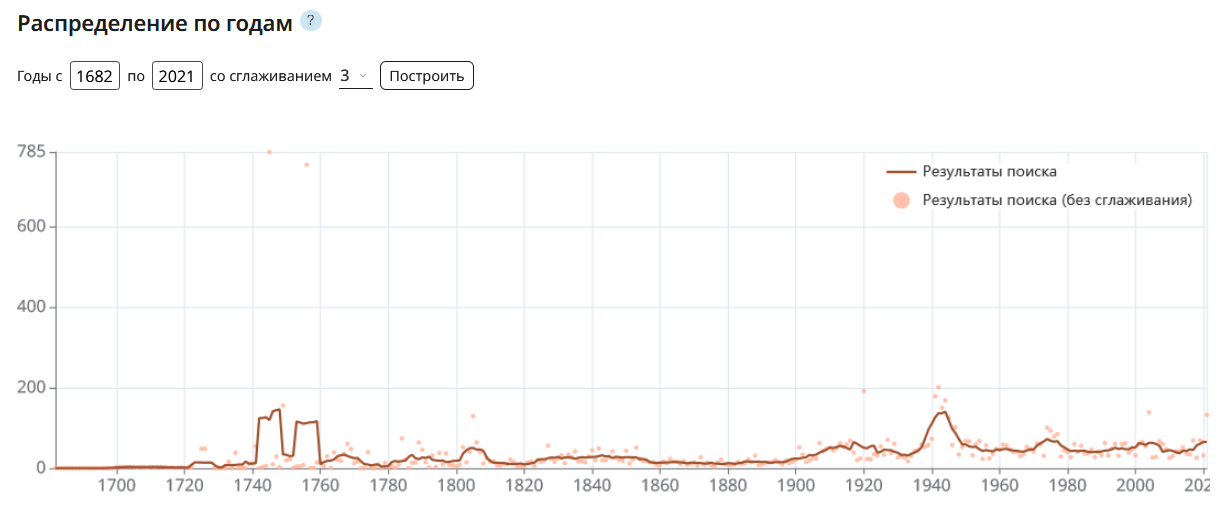 Распределение по годам ?
Годы с 1682 по 2021 со сглаживанием 3 Построить
785
Результаты поиска
Результаты поиска (без сглаживания)
600
400
200
0
1700 1720 1740 1760 1780 1800 1820 1840 1860 1880 1900 1920 1940 1960 1980 2000 202